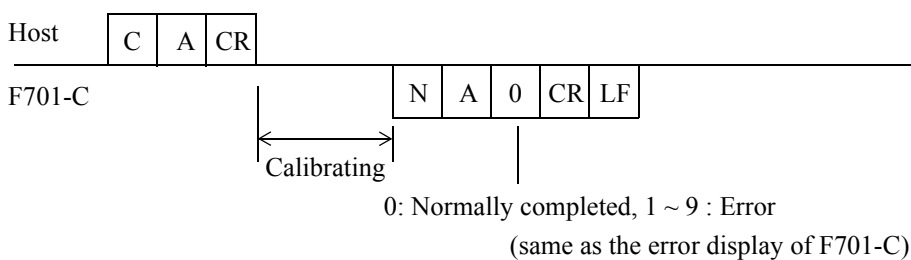 Host
C A CR
F701-C
N A 0 CR LF
Calibrating
0: Normally completed, 1 ~ 9 : Error
(same as the error display of F701-C)